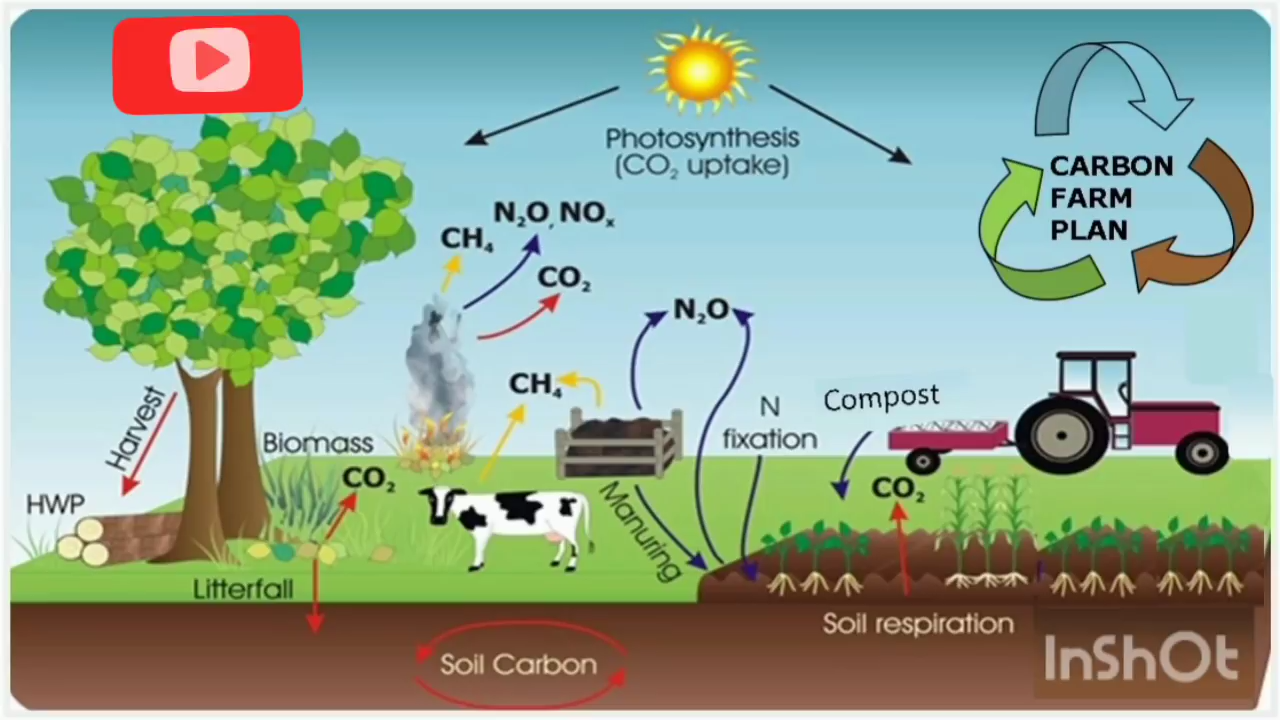 Photosynthesis
(CO₂ uptake)
CARBON
FARM
PLAN
N₂O, NOₓ
CH₄
CO₂
N₂O
CH₄
Harvest
Biomass
CO₂
HWP
N
fixation
Compost
CO₂
Manuring
Litterfall
Soil respiration
Soil Carbon
InShOt